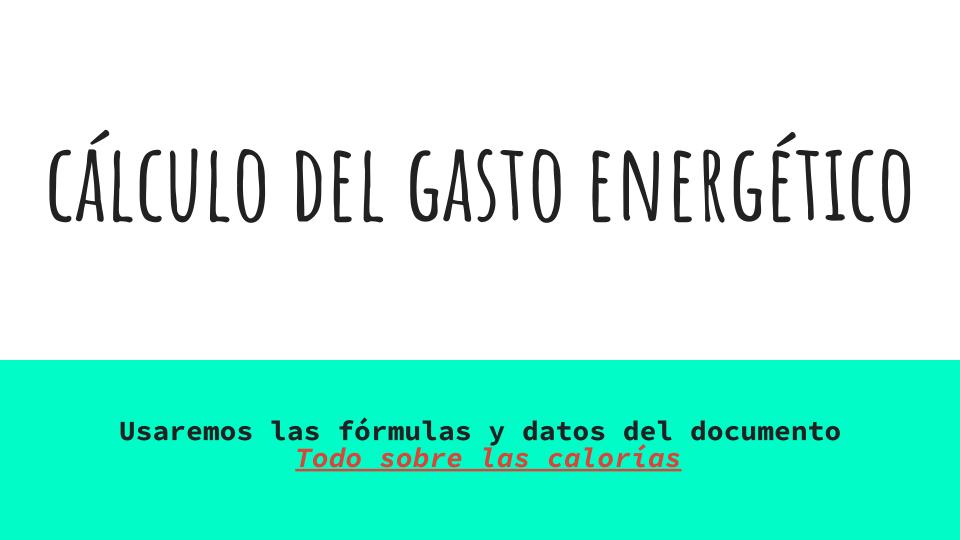 CÁLCULO DEL GASTO ENERGÉTICO
Usaremos las fórmulas y datos del documento
Todo sobre las calorías